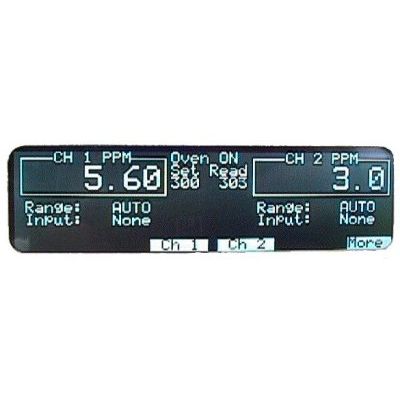 CH 1 PPM Oven ON CH 2 PPM
Set Read
5.60 300 303 3.0
Range: AUTO Range: AUTO
Input: None Input: None
Ch 1 Ch 2 More